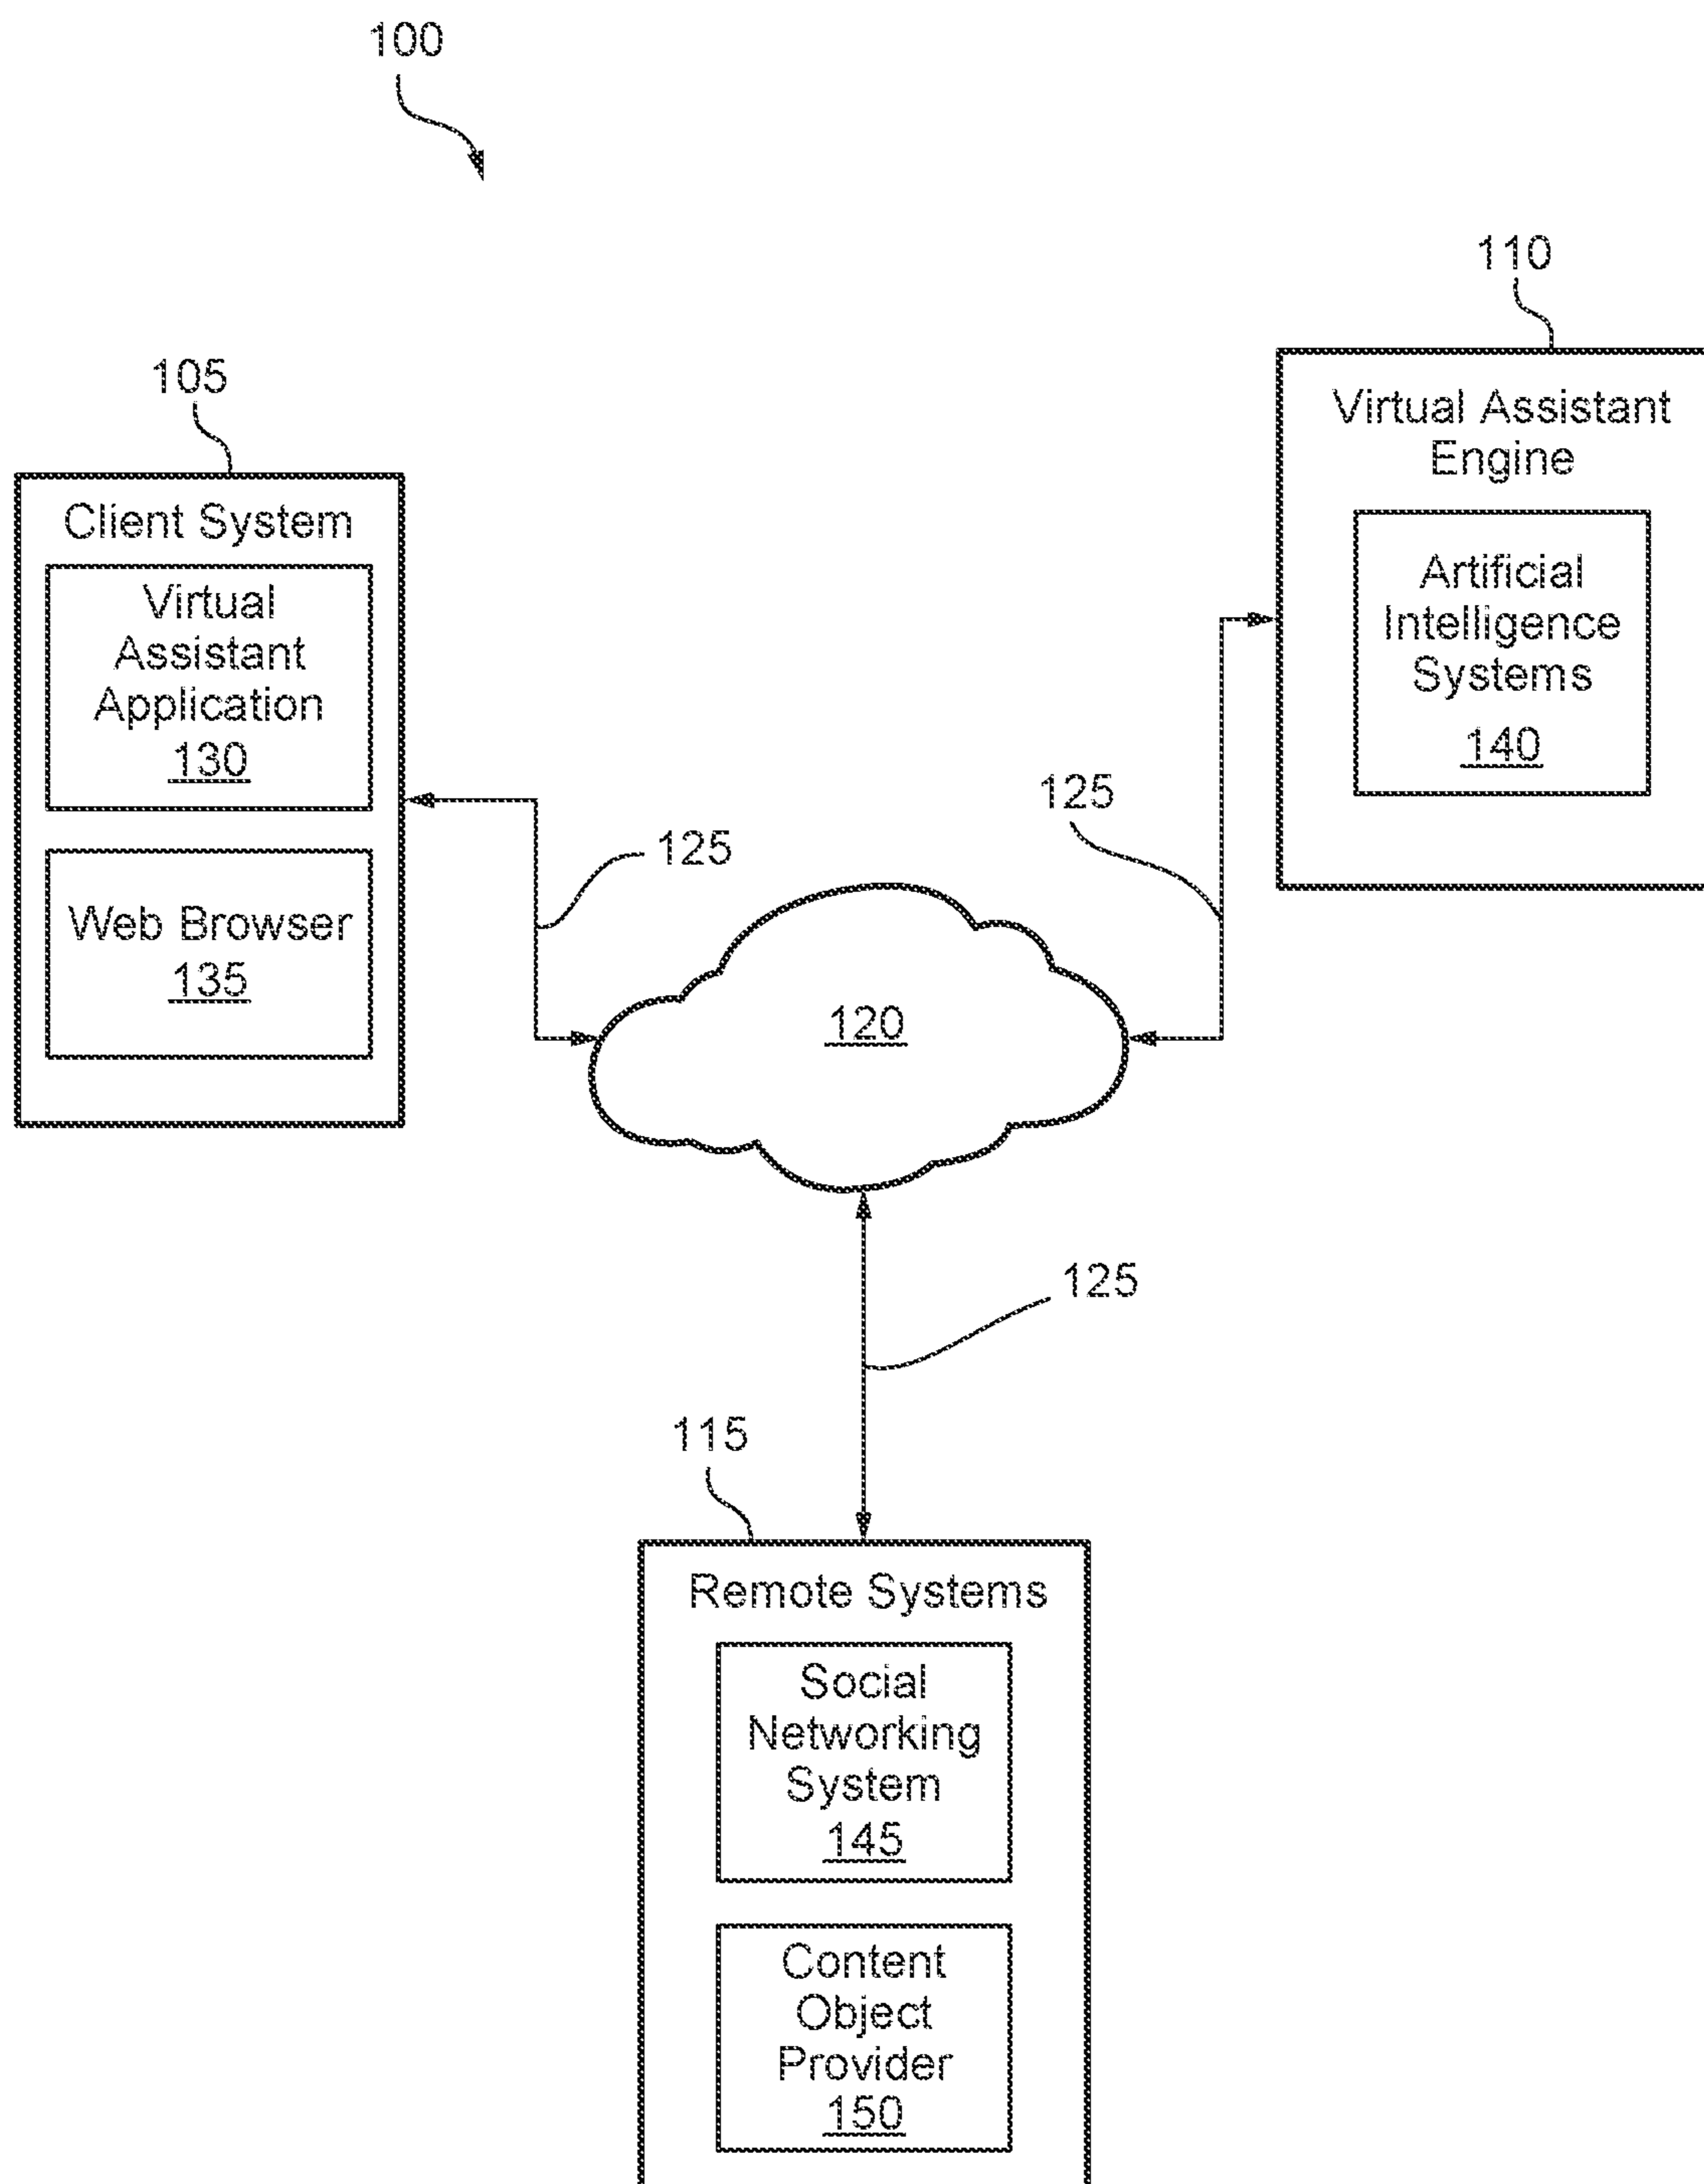 100
110
Virtual Assistant
Engine
Artificial
Intelligence
Systems
140
105
Client System
Virtual
Assistant
Application
130
Web Browser
135
125
125
120
125
115
Remote Systems
Social
Networking
System
145
Content
Object
Provider
150